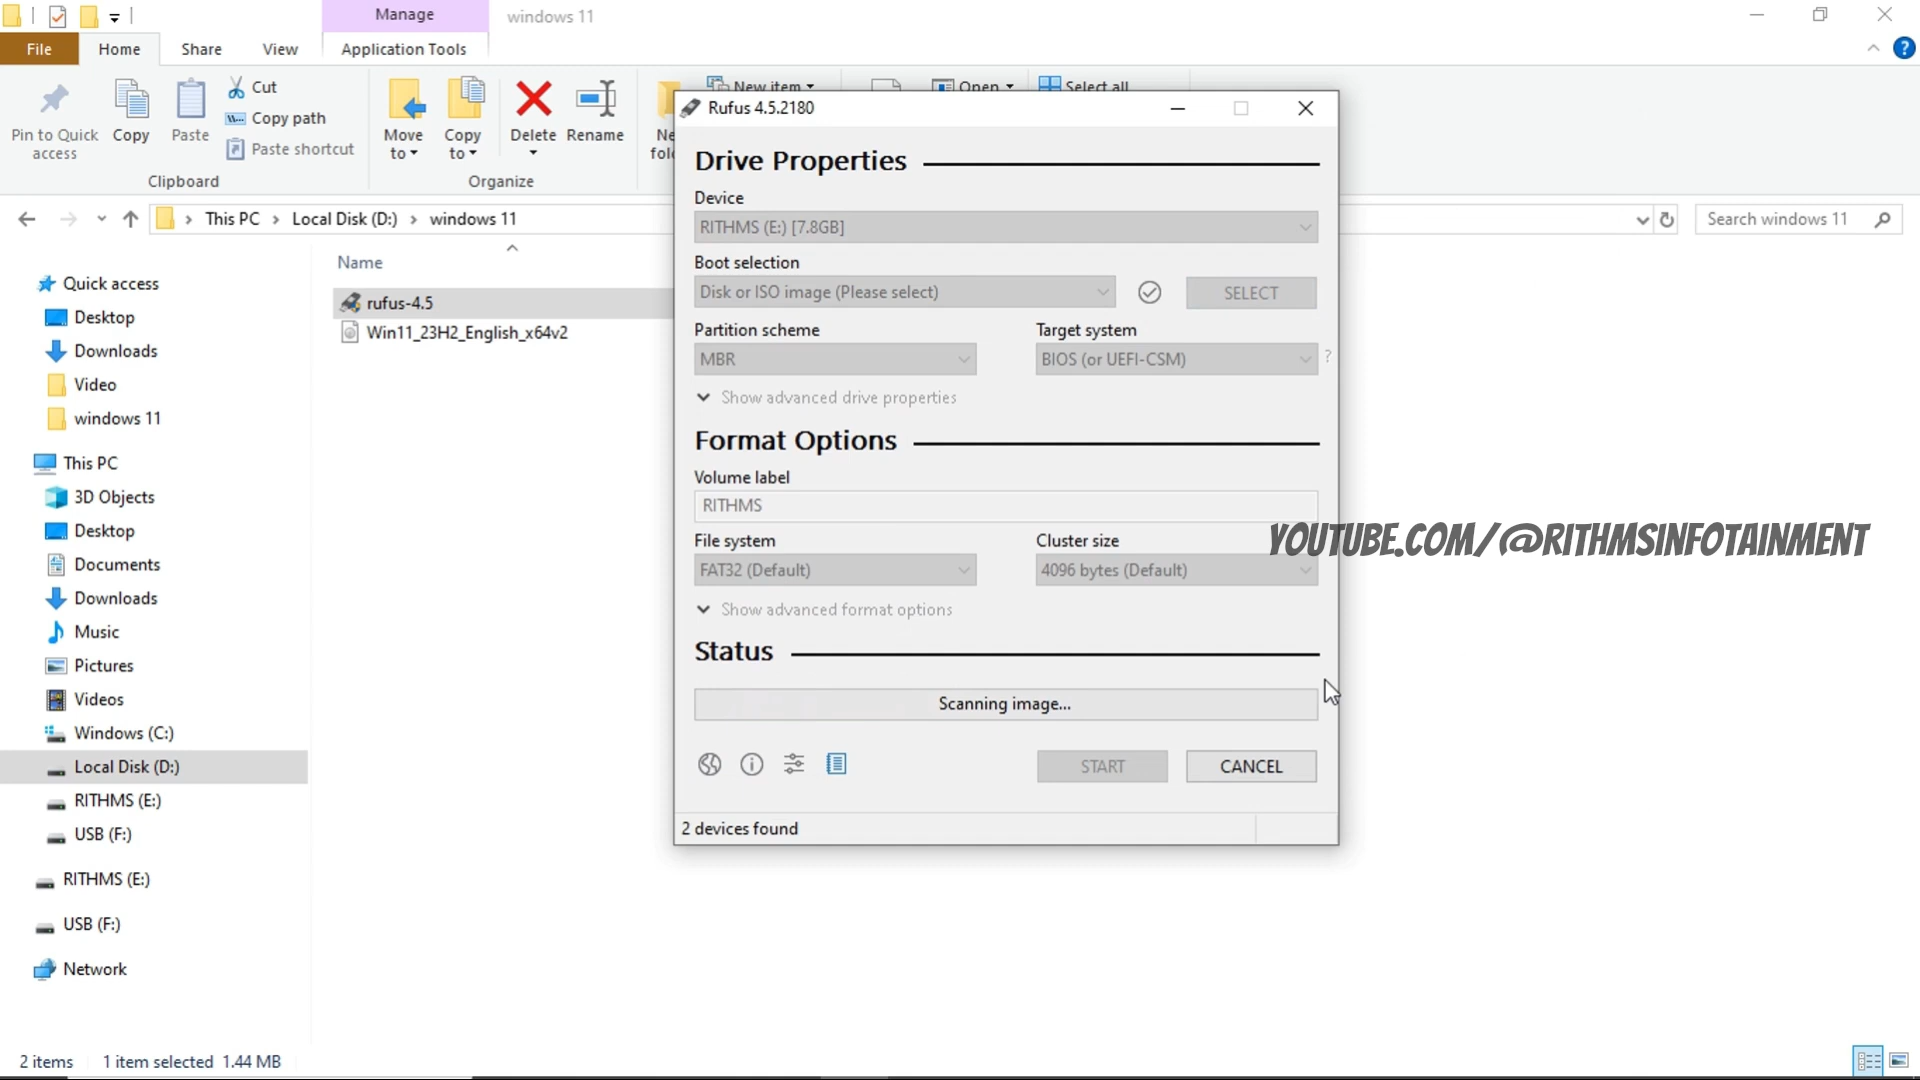 Manage
windows 11
File
Home
Share
View
Application Tools
Pin to Quick access
Copy
Paste
Cut
Copy path
Paste shortcut
Move to
Copy to
Delete
Rename
New item
Open
Select all
Clipboard
Organize
This PC > Local Disk (D:) > windows 11
Search windows 11
Quick access
Desktop
Downloads
Video
windows 11
This PC
3D Objects
Desktop
Documents
Downloads
Music
Pictures
Videos
Windows (C:)
Local Disk (D:)
RITHMS (E:)
USB (F:)
RITHMS (E:)
USB (F:)
Network
Name
rufus-4.5
Win11_23H2_English_x64v2
Rufus 4.5.2180
Drive Properties
Device
RITHMS (E:) [7.8GB]
Boot selection
Disk or ISO image (Please select)
SELECT
Partition scheme
Target system
MBR
BIOS (or UEFI-CSM)
?
Show advanced drive properties
Format Options
Volume label
RITHMS
File system
Cluster size
FAT32 (Default)
4096 bytes (Default)
Show advanced format options
Status
Scanning image...
START
CANCEL
2 devices found
YOUTUBE.COM/@RITHMSINFOTAINMENT
2 items
1 item selected 1.44 MB